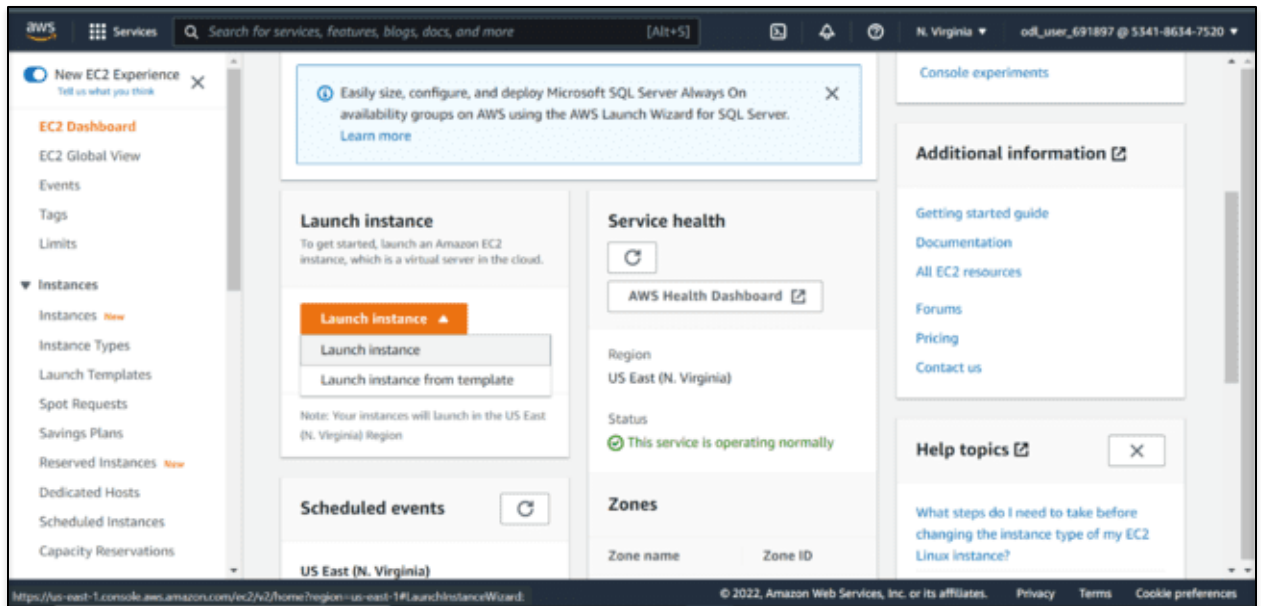 aws
Services
Search for services, features, blogs, docs, and more
[Alt+S]
N. Virginia
odl_user_691897 @ 5341-8634-7520
New EC2 Experience
Tell us what you think
EC2 Dashboard
EC2 Global View
Events
Tags
Limits
Instances
Instances New
Instance Types
Launch Templates
Spot Requests
Savings Plans
Reserved Instances New
Dedicated Hosts
Scheduled Instances
Capacity Reservations
Easily size, configure, and deploy Microsoft SQL Server Always On
availability groups on AWS using the AWS Launch Wizard for SQL Server.
Learn more
Launch instance
To get started, launch an Amazon EC2
instance, which is a virtual server in the cloud.
Launch instance
Launch instance
Launch instance from template
Note: Your instances will launch in the US East
(N. Virginia) Region
Scheduled events
US East (N. Virginia)
Service health
AWS Health Dashboard
Region
US East (N. Virginia)
Status
This service is operating normally
Zones
Zone name
Zone ID
Console experiments
Additional information
Getting started guide
Documentation
All EC2 resources
Forums
Pricing
Contact us
Help topics
What steps do I need to take before
changing the instance type of my EC2
Linux instance?
https://us-east-1.console.aws.amazon.com/ec2/v2/home?region=us-east-1#LaunchInstanceWizard:
© 2022, Amazon Web Services, Inc. or its affiliates.
Privacy
Terms
Cookie preferences